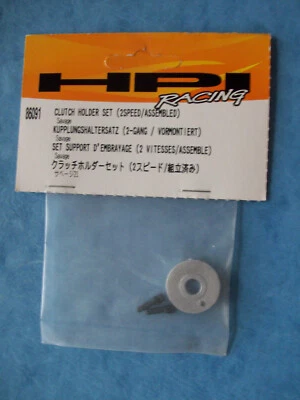 HPI
RACING
86091
CLUTCH HOLDER SET (2SPEED/ASSEMBLED)
Savage
KUPPLUNGSHALTERSATZ (2-GANG / VORMONTIERT)
Savage
SET SUPPORT D'EMBRAYAGE (2 VITESSES/ASSEMBLE)
Savage
クラッチホルダーセット (2スピード/組立済み)